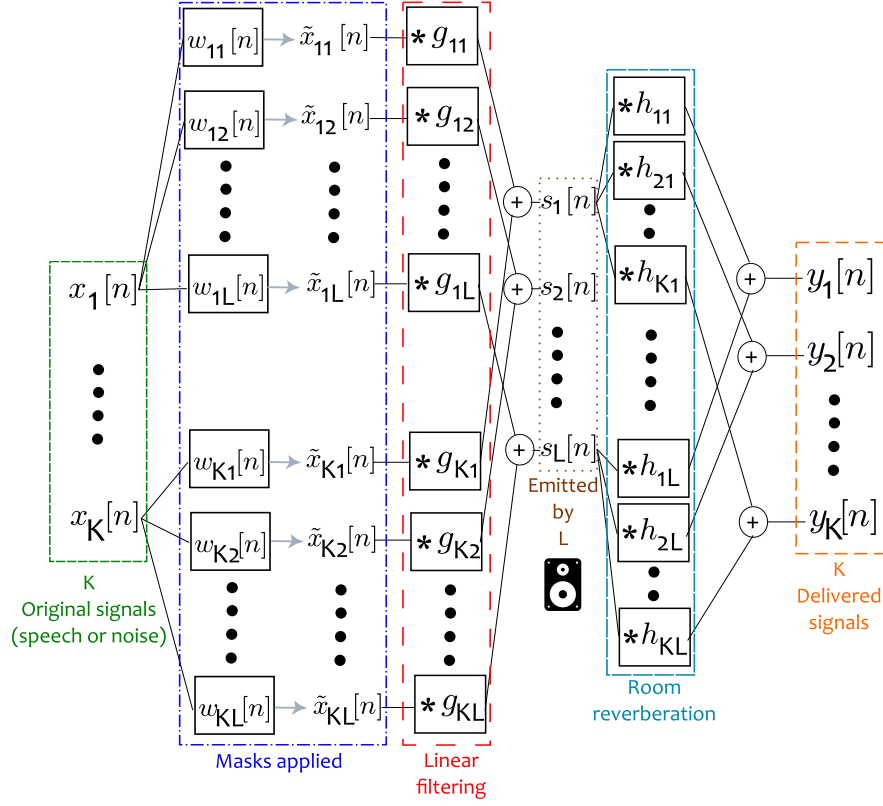 w11[n] x̃11[n] * g11
w12[n] x̃12[n] * g12
* h11
* h21
+ s1[n]
x1[n] w1L[n] x̃1L[n] * g1L + s2[n] * hK1 + y1[n]
+ y2[n]
wK1[n] x̃K1[n] * gK1 + sL[n] * h1L
xK[n] wK2[n] x̃K2[n] * gK2 * h2L + yK[n]
Emitted
by
L
K
Original signals
(speech or noise)
K
Delivered
signals
* hKL
wKL[n] x̃KL[n] * gKL
Room
reverberation
Masks applied
Linear
filtering